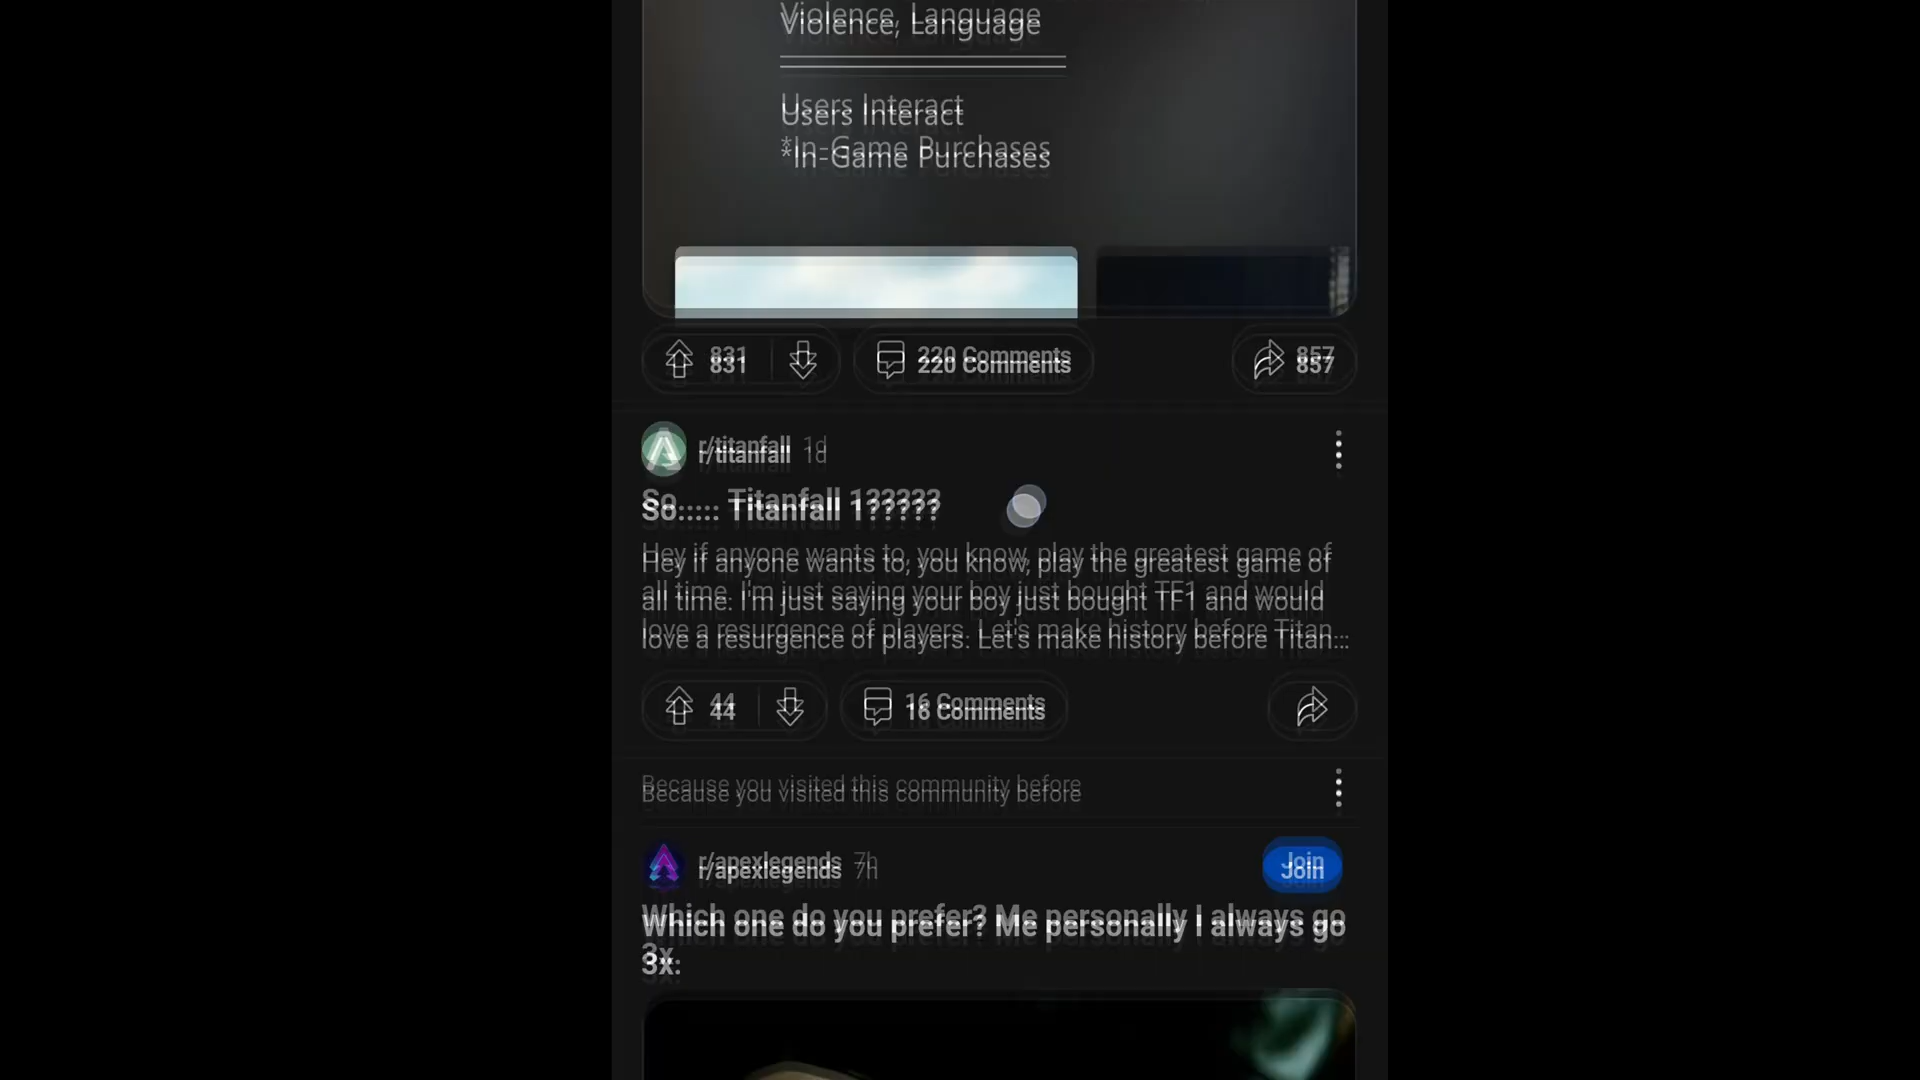 Violence, Language
Users Interact
*In-Game Purchases
831
220 Comments
857
r/titanfall 1d
So..... Titanfall 1?????
Hey if anyone wants to, you know, play the greatest game of
all time. I'm just saying your boy just bought TF1 and would
love a resurgence of players. Let's make history before Titan...
44
16 Comments
Because you visited this community before
r/apexlegends 7h
Join
Which one do you prefer? Me personally I always go
3x.